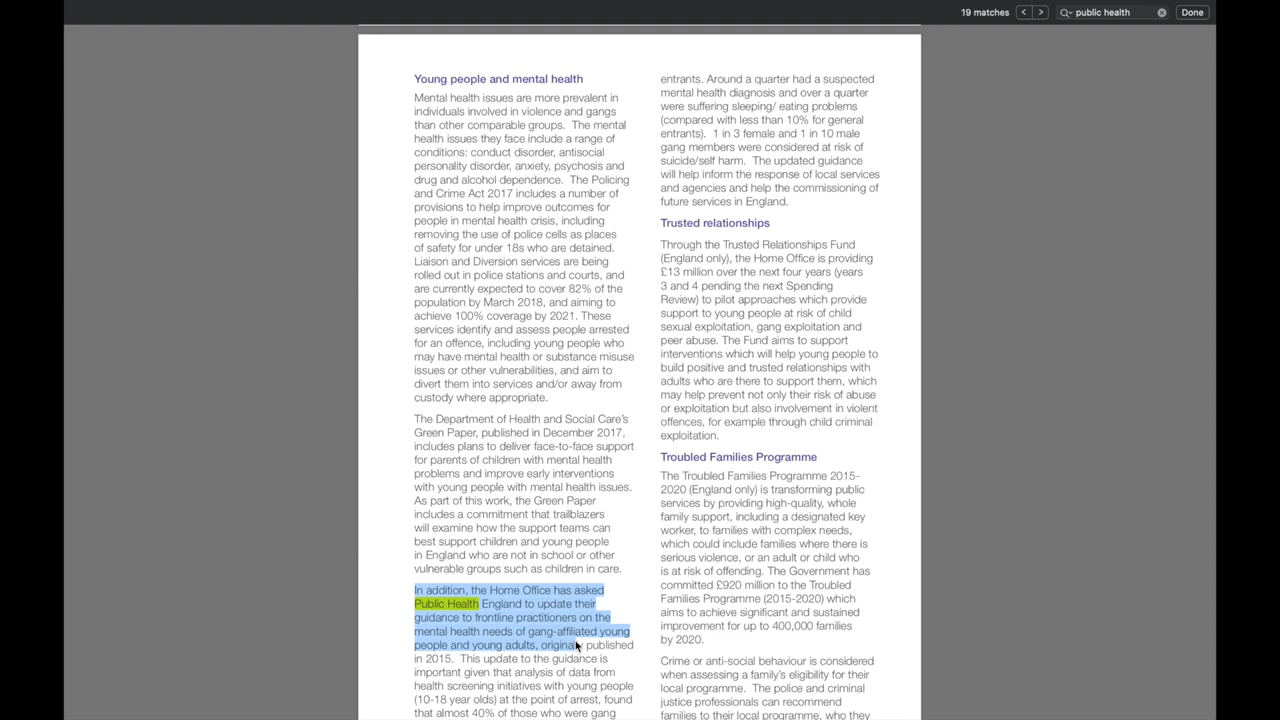 19 matches
public health
Done
Young people and mental health
Mental health issues are more prevalent in
individuals involved in violence and gangs
than other comparable groups.  The mental
health issues they face include a range of
conditions: conduct disorder, antisocial
personality disorder, anxiety, psychosis and
drug and alcohol dependence.  The Policing
and Crime Act 2017 includes a number of
provisions to help improve outcomes for
people in mental health crisis, including
removing the use of police cells as places
of safety for under 18s who are detained.
Liaison and Diversion services are being
rolled out in police stations and courts, and
are currently expected to cover 82% of the
population by March 2018, and aiming to
achieve 100% coverage by 2021. These
services identify and assess people arrested
for an offence, including young people who
may have mental health or substance misuse
issues or other vulnerabilities, and aim to
divert them into services and/or away from
custody where appropriate.
The Department of Health and Social Care's
Green Paper, published in December 2017,
includes plans to deliver face-to-face support
for parents of children with mental health
problems and improve early interventions
with young people with mental health issues.
As part of this work, the Green Paper
includes a commitment that trailblazers
will examine how the support teams can
best support children and young people
in England who are not in school or other
vulnerable groups such as children in care.
In addition, the Home Office has asked
Public Health England to update their
guidance to frontline practitioners on the
mental health needs of gang-affiliated young
people and young adults, published
in 2015.  This update to the guidance is
important given that analysis of data from
health screening initiatives with young people
(10-18 year olds) at the point of arrest, found
that almost 40% of those who were gang
entrants. Around a quarter had a suspected
mental health diagnosis and over a quarter
were suffering sleeping/ eating problems
(compared with less than 10% for general
entrants).  1 in 3 female and 1 in 10 male
gang members were considered at risk of
suicide/self harm.  The updated guidance
will help inform the response of local services
and agencies and help the commissioning of
future services in England.
Trusted relationships
Through the Trusted Relationships Fund
(England only), the Home Office is providing
£13 million over the next four years (years
3 and 4 pending the next Spending
Review) to pilot approaches which provide
support to young people at risk of child
sexual exploitation, gang exploitation and
peer abuse. The Fund aims to support
interventions which will help young people to
build positive and trusted relationships with
adults who are there to support them, which
may help prevent not only their risk of abuse
or exploitation but also involvement in violent
offences, for example through child criminal
exploitation.
Troubled Families Programme
The Troubled Families Programme 2015-
2020 (England only) is transforming public
services by providing high-quality, whole
family support, including a designated key
worker, to families with complex needs,
which could include families where there is
serious violence, or an adult or child who
is at risk of offending. The Government has
committed £920 million to the Troubled
Families Programme (2015-2020) which
aims to achieve significant and sustained
improvement for up to 400,000 families
by 2020.
Crime or anti-social behaviour is considered
when assessing a family's eligibility for their
local programme.  The police and criminal
justice professionals can recommend
families to their local programme, who they